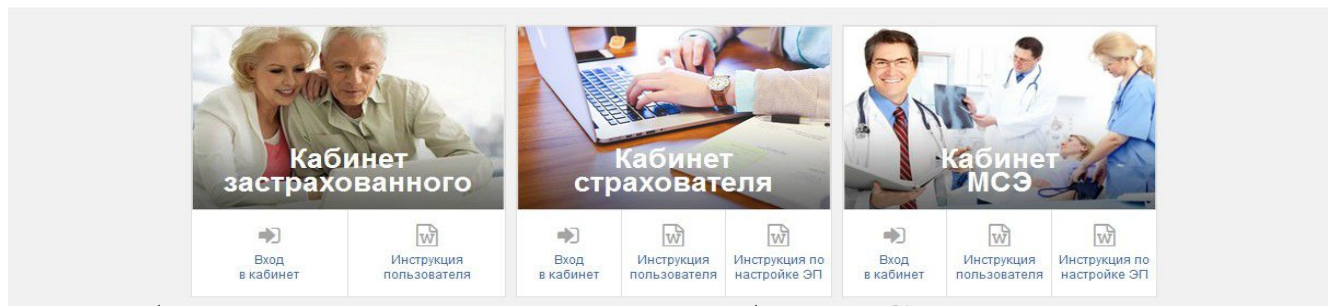 Кабинет
застрахованного
Вход
в кабинет
Инструкция
пользователя
Кабинет
страхователя
Вход
в кабинет
Инструкция
пользователя
Инструкция по
настройке ЭП
Кабинет
МСЭ
Вход
в кабинет
Инструкция
пользователя
Инструкция по
настройке ЭП